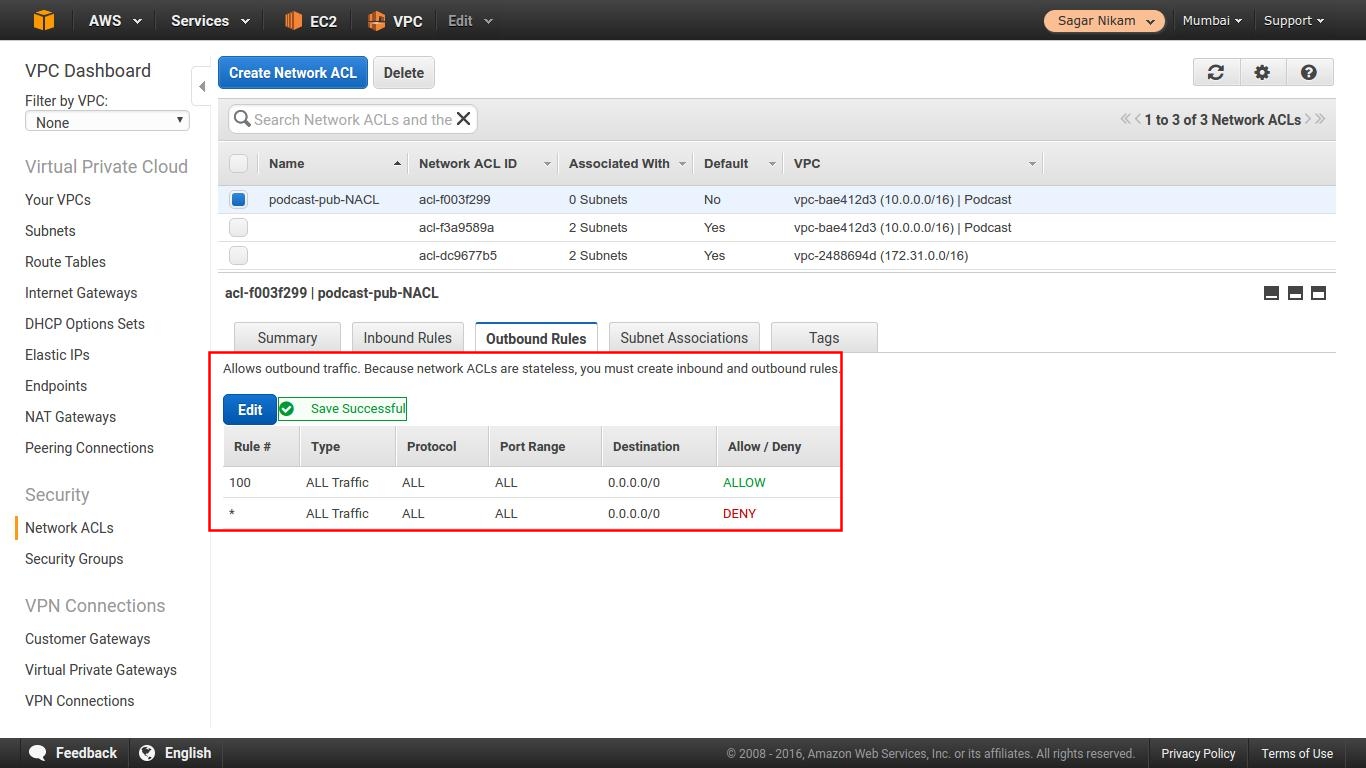 AWS Services EC2 VPC Edit Sagar Nikam Mumbai Support
VPC Dashboard
Filter by VPC:
None
Virtual Private Cloud
Your VPCs
Subnets
Route Tables
Internet Gateways
DHCP Options Sets
Elastic IPs
Endpoints
NAT Gateways
Peering Connections
Security
Network ACLs
Security Groups
VPN Connections
Customer Gateways
Virtual Private Gateways
VPN Connections
Create Network ACL Delete
Search Network ACLs and the 1 to 3 of 3 Network ACLs
Name Network ACL ID Associated With Default VPC
podcast-pub-NACL acl-f003f299 0 Subnets No vpc-bae412d3 (10.0.0.0/16) | Podcast
acl-f3a9589a 2 Subnets Yes vpc-bae412d3 (10.0.0.0/16) | Podcast
acl-dc9677b5 2 Subnets Yes vpc-2488694d (172.31.0.0/16)
acl-f003f299 | podcast-pub-NACL
Summary Inbound Rules Outbound Rules Subnet Associations Tags
Allows outbound traffic. Because network ACLs are stateless, you must create inbound and outbound rules.
Edit Save Successful
Rule # Type Protocol Port Range Destination Allow / Deny
100 ALL Traffic ALL ALL 0.0.0.0/0 ALLOW
* ALL Traffic ALL ALL 0.0.0.0/0 DENY
Feedback English © 2008 - 2016, Amazon Web Services, Inc. or its affiliates. All rights reserved. Privacy Policy Terms of Use